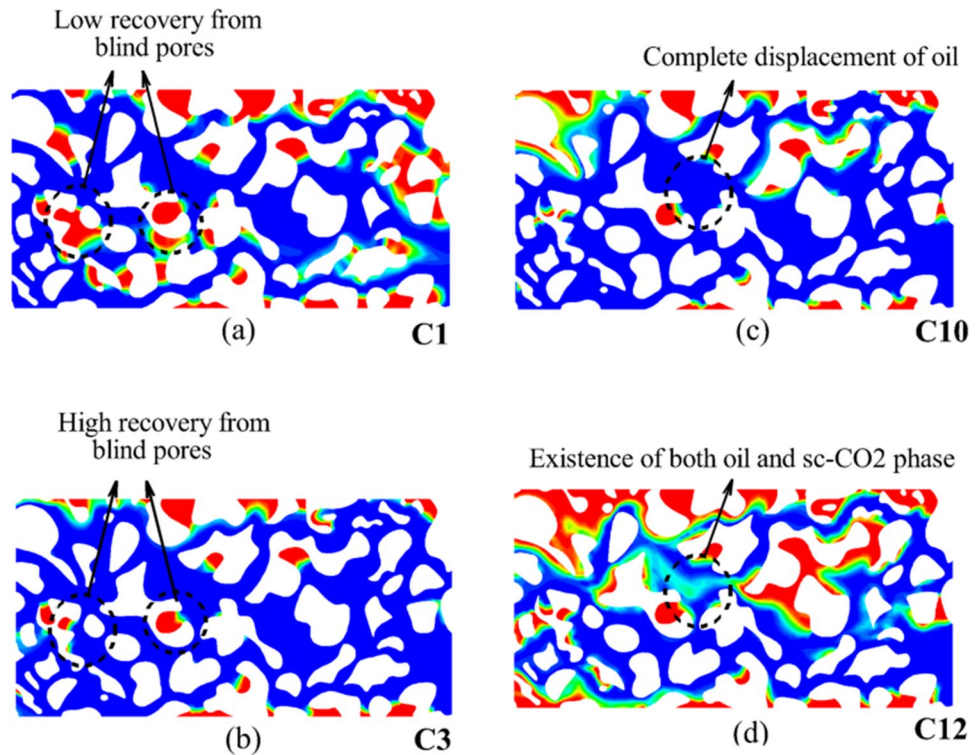 Low recovery from
blind pores
(a)
C1
Complete displacement of oil
(c)
C10
High recovery from
blind pores
(b)
C3
Existence of both oil and sc-CO2 phase
(d)
C12